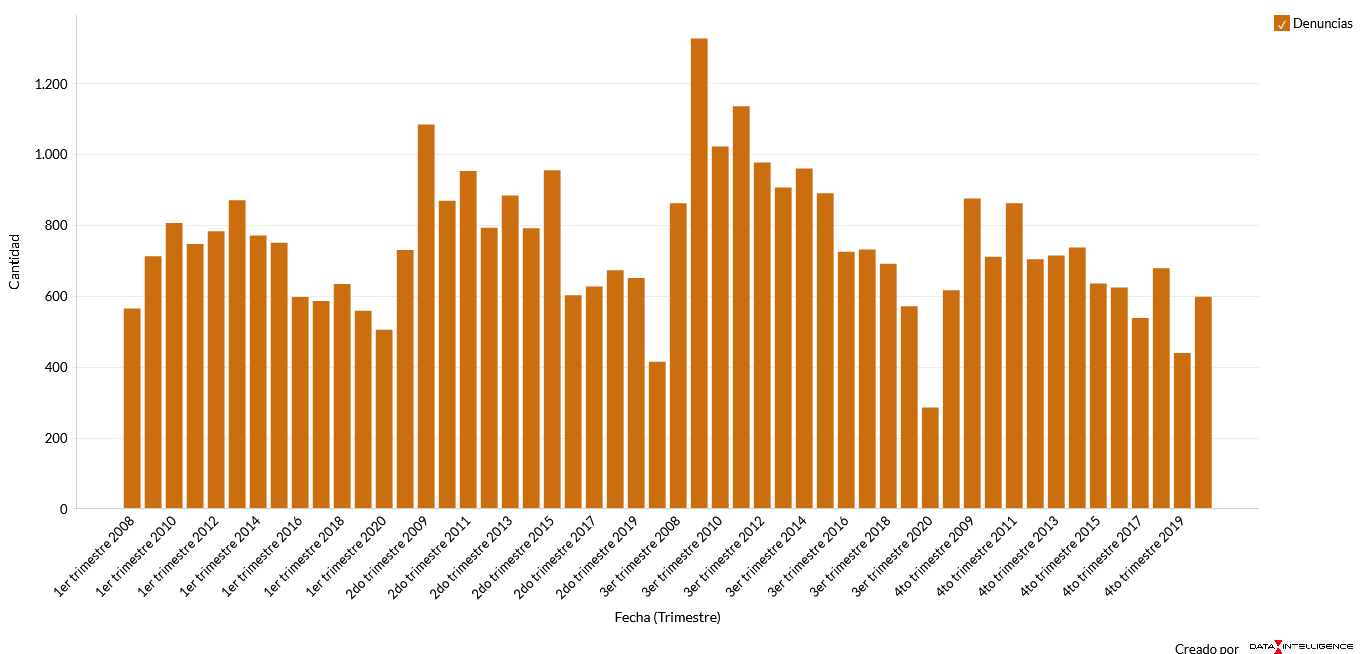 ✓ Denuncias
Cantidad
1.200
1.000
800
600
400
200
0
1er trimestre 2008
1er trimestre 2010
1er trimestre 2012
1er trimestre 2014
1er trimestre 2016
1er trimestre 2018
1er trimestre 2020
2do trimestre 2009
2do trimestre 2011
2do trimestre 2013
2do trimestre 2015
2do trimestre 2017
2do trimestre 2019
3er trimestre 2008
3er trimestre 2010
3er trimestre 2012
3er trimestre 2014
3er trimestre 2016
3er trimestre 2018
3er trimestre 2020
4to trimestre 2009
4to trimestre 2011
4to trimestre 2013
4to trimestre 2015
4to trimestre 2017
4to trimestre 2019
Fecha (Trimestre)
Creado por DATA INTELLIGENCE